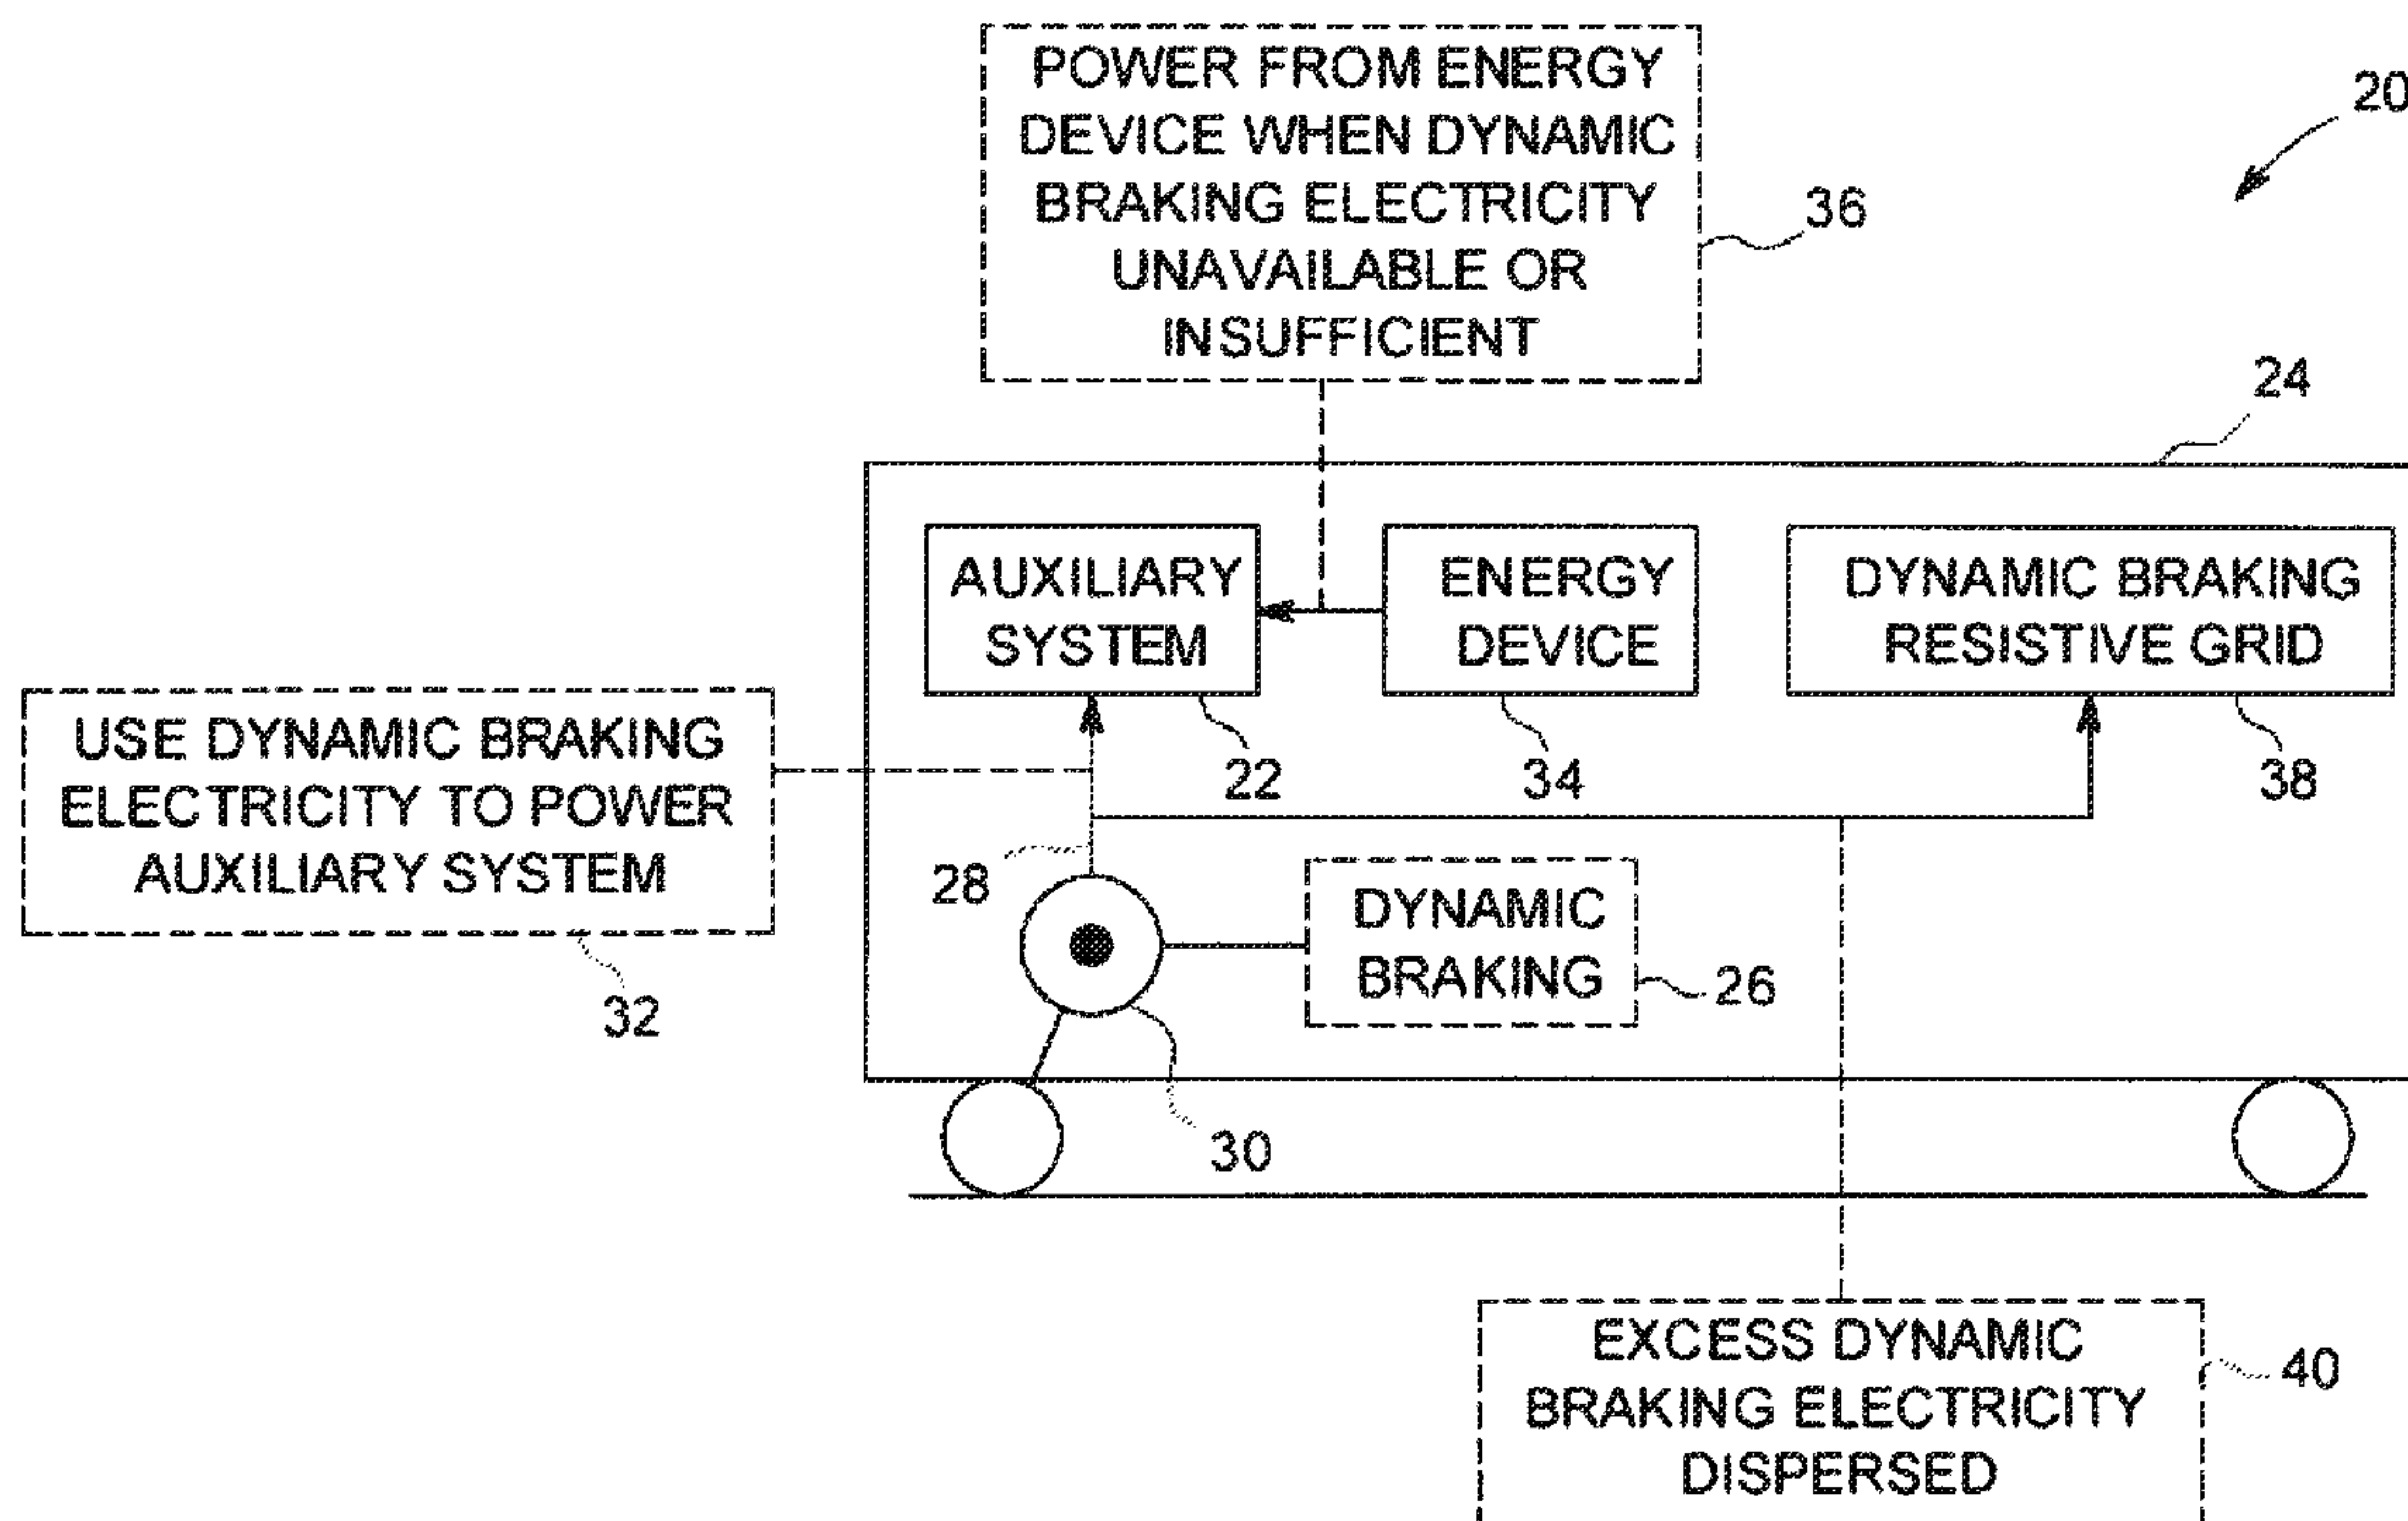 POWER FROM ENERGY
DEVICE WHEN DYNAMIC
BRAKING ELECTRICITY
UNAVAILABLE OR
INSUFFICIENT
20
36
24
AUXILIARY
SYSTEM
ENERGY
DEVICE
DYNAMIC BRAKING
RESISTIVE GRID
USE DYNAMIC BRAKING
ELECTRICITY TO POWER
AUXILIARY SYSTEM
22
34
38
28
DYNAMIC
BRAKING
26
32
30
EXCESS DYNAMIC
BRAKING ELECTRICITY
DISPERSED
40